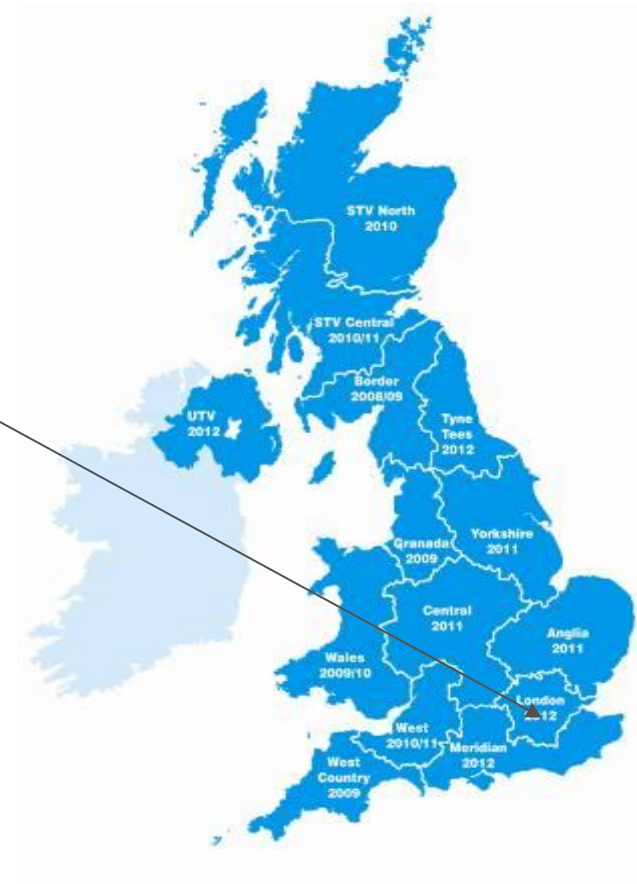 STV North
2010
STV Central
2010/11
Border
2008/09
UTV
2012
Tyne
Tees
2012
Granada
2009
Yorkshire
2011
Central
2011
Anglia
2011
Wales
2009/10
London
2012
West
2010/11
Meridian
2012
West
Country
2009